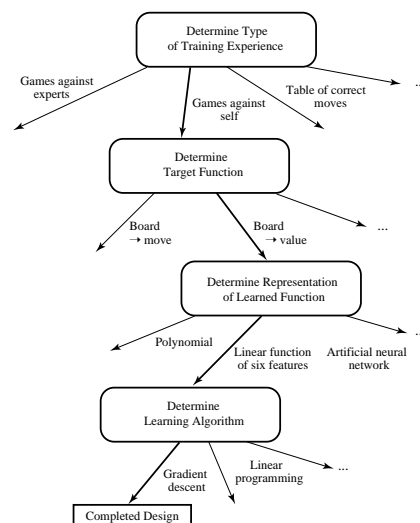 Determine Type
of Training Experience
Games against
experts
Games against
self
Table of correct
moves
...
Determine
Target Function
Board
→ move
Board
→ value
...
Determine Representation
of Learned Function
...
Polynomial
Linear function
of six features
Artificial neural
network
Determine
Learning Algorithm
Gradient
descent
Linear
programming
...
Completed Design